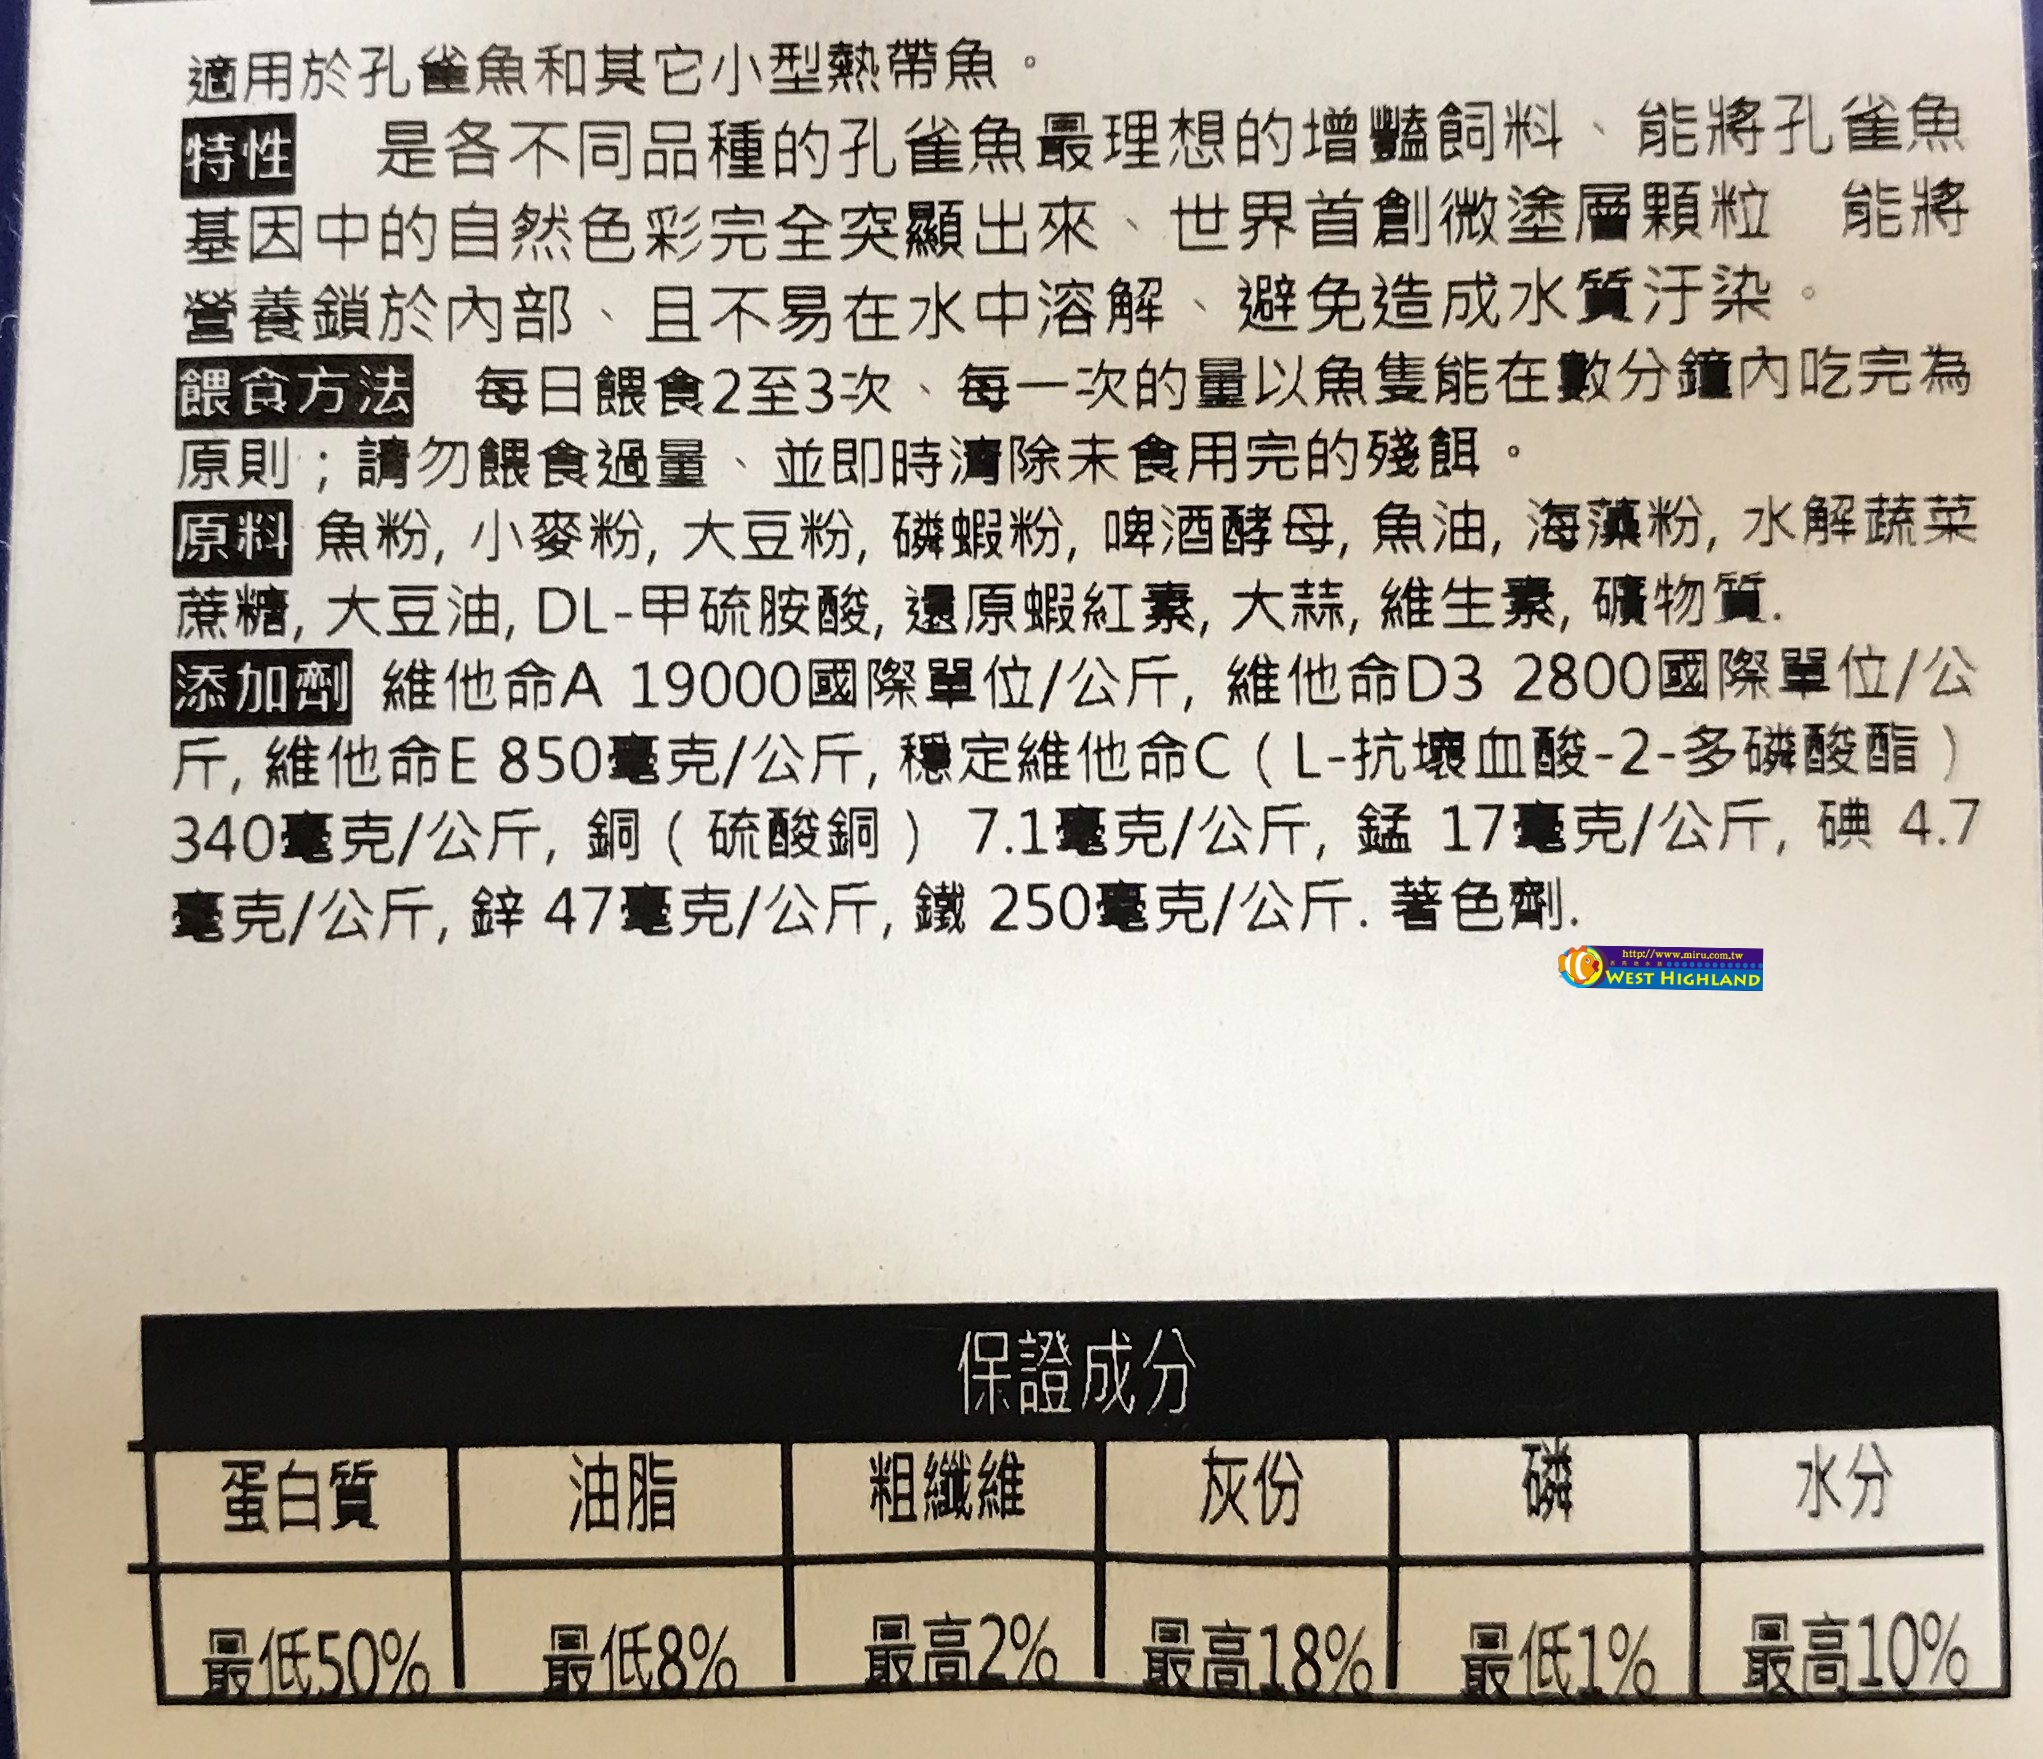 適用於孔雀魚和其它小型熱帶魚。
特性 是各不同品種的孔雀魚最理想的增豔飼料、能將孔雀魚
基因中的自然色彩完全突顯出來、世界首創微塗層顆粒 能將
營養鎖於內部、且不易在水中溶解、避免造成水質汙染。
餵食方法 每日餵食2至3次、每一次的量以魚隻能在數分鐘內吃完為
原則；請勿餵食過量、並即時清除未食用完的殘餌。
原料 魚粉, 小麥粉, 大豆粉, 磷蝦粉, 啤酒酵母, 魚油, 海藻粉, 水解蔬菜
蔗糖, 大豆油, DL-甲硫胺酸, 還原蝦紅素, 大蒜, 維生素, 礦物質.
添加劑 維他命A 19000國際單位/公斤, 維他命D3 2800國際單位/公
斤, 維他命E 850毫克/公斤, 穩定維他命C（L-抗壞血酸-2-多磷酸酯）
340毫克/公斤, 銅（硫酸銅） 7.1毫克/公斤, 錳 17毫克/公斤, 碘 4.7
毫克/公斤, 鋅 47毫克/公斤, 鐵 250毫克/公斤. 著色劑.
http://www.miru.com.tw
WEST HIGHLAND
保證成分
蛋白質 油脂 粗纖維 灰份 磷 水分
最低50% 最低8% 最高2% 最高18% 最低1% 最高10%